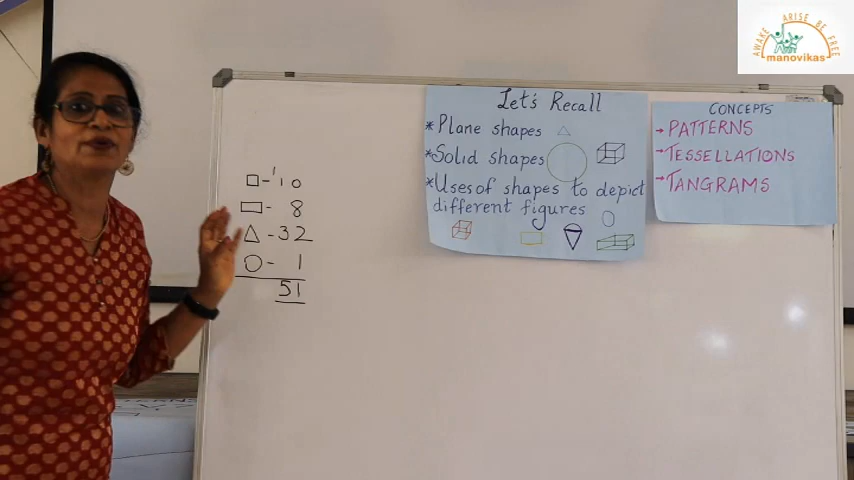 AWAKE ARISE BE FREE
manovikas
Let's Recall
* Plane shapes
* Solid shapes
* Uses of shapes to depict
different figures
CONCEPTS
→ PATTERNS
→ TESSELLATIONS
→ TANGRAMS
□ - 10
▭ - 8
△ - 32
○ - 1
51